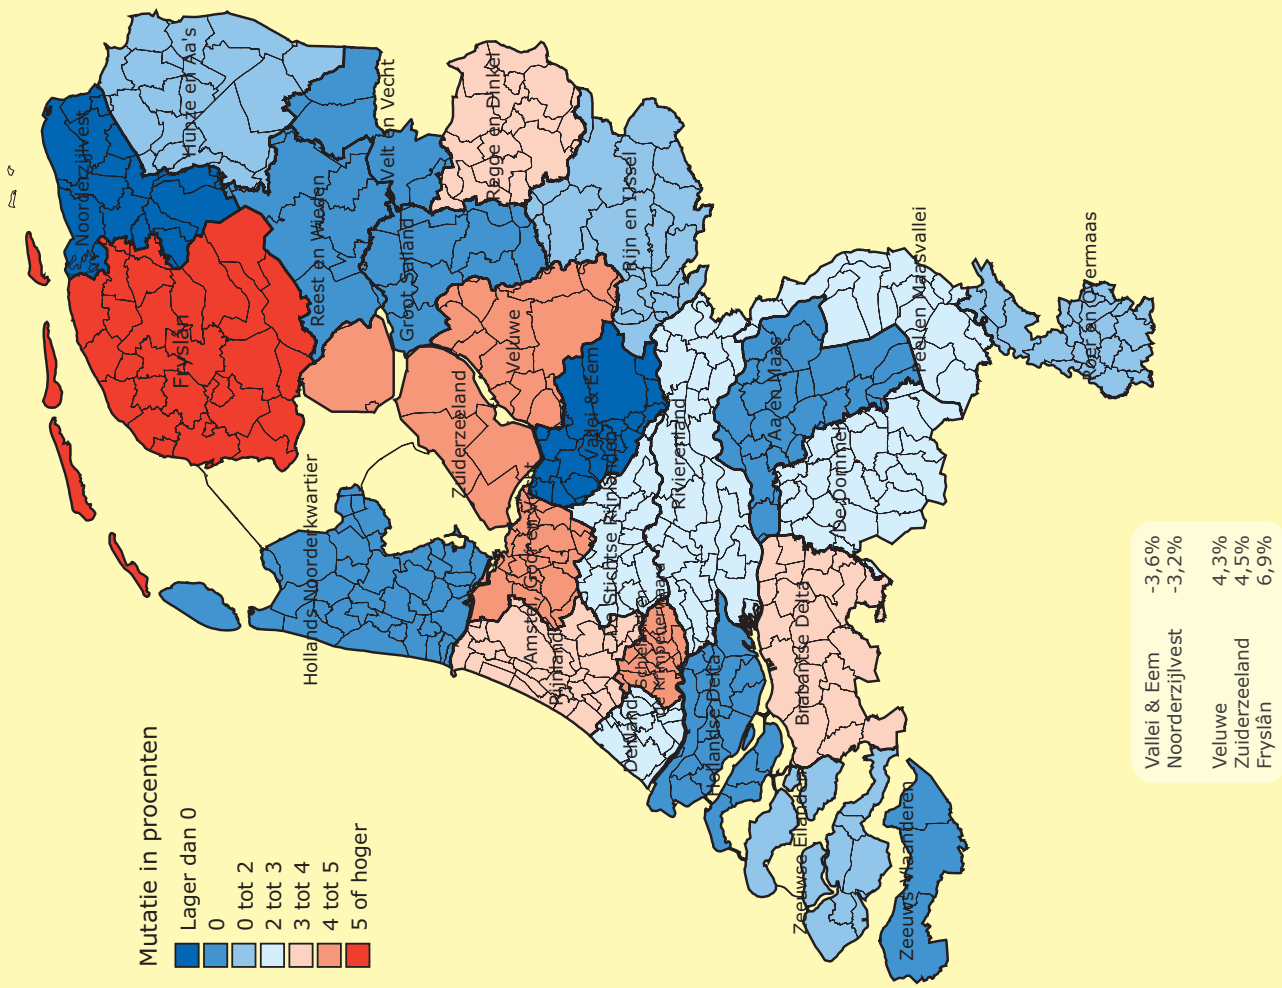 Mutatie in procenten
Lager dan 0
0
0 tot 2
2 tot 3
3 tot 4
4 tot 5
5 of hoger
Noorderzijlvest
Hunze en Aa's
Fryslân
Reest en Wieden
Velt en Vecht
Groot Salland
Regge en Dinkel
Hollands Noorderkwartier
Zuiderzeeland
Veluwe
Rijn en IJssel
Vallei & Eem
Amstel, Gooi en Vecht
Rijnland
De Stichtse Rijnlanden
Delfland
Schieland en
de Krimpenerwaard
Rivierenland
Hollandse Delta
Aa en Maas
De Dommel
Peel en Maasvallei
Roer en Overmaas
Brabantse Delta
Zeeuwse Eilanden
Zeeuws-Vlaanderen
Vallei & Eem -3,6%
Noorderzijlvest -3,2%
Veluwe 4,3%
Zuiderzeeland 4,5%
Fryslân 6,9%